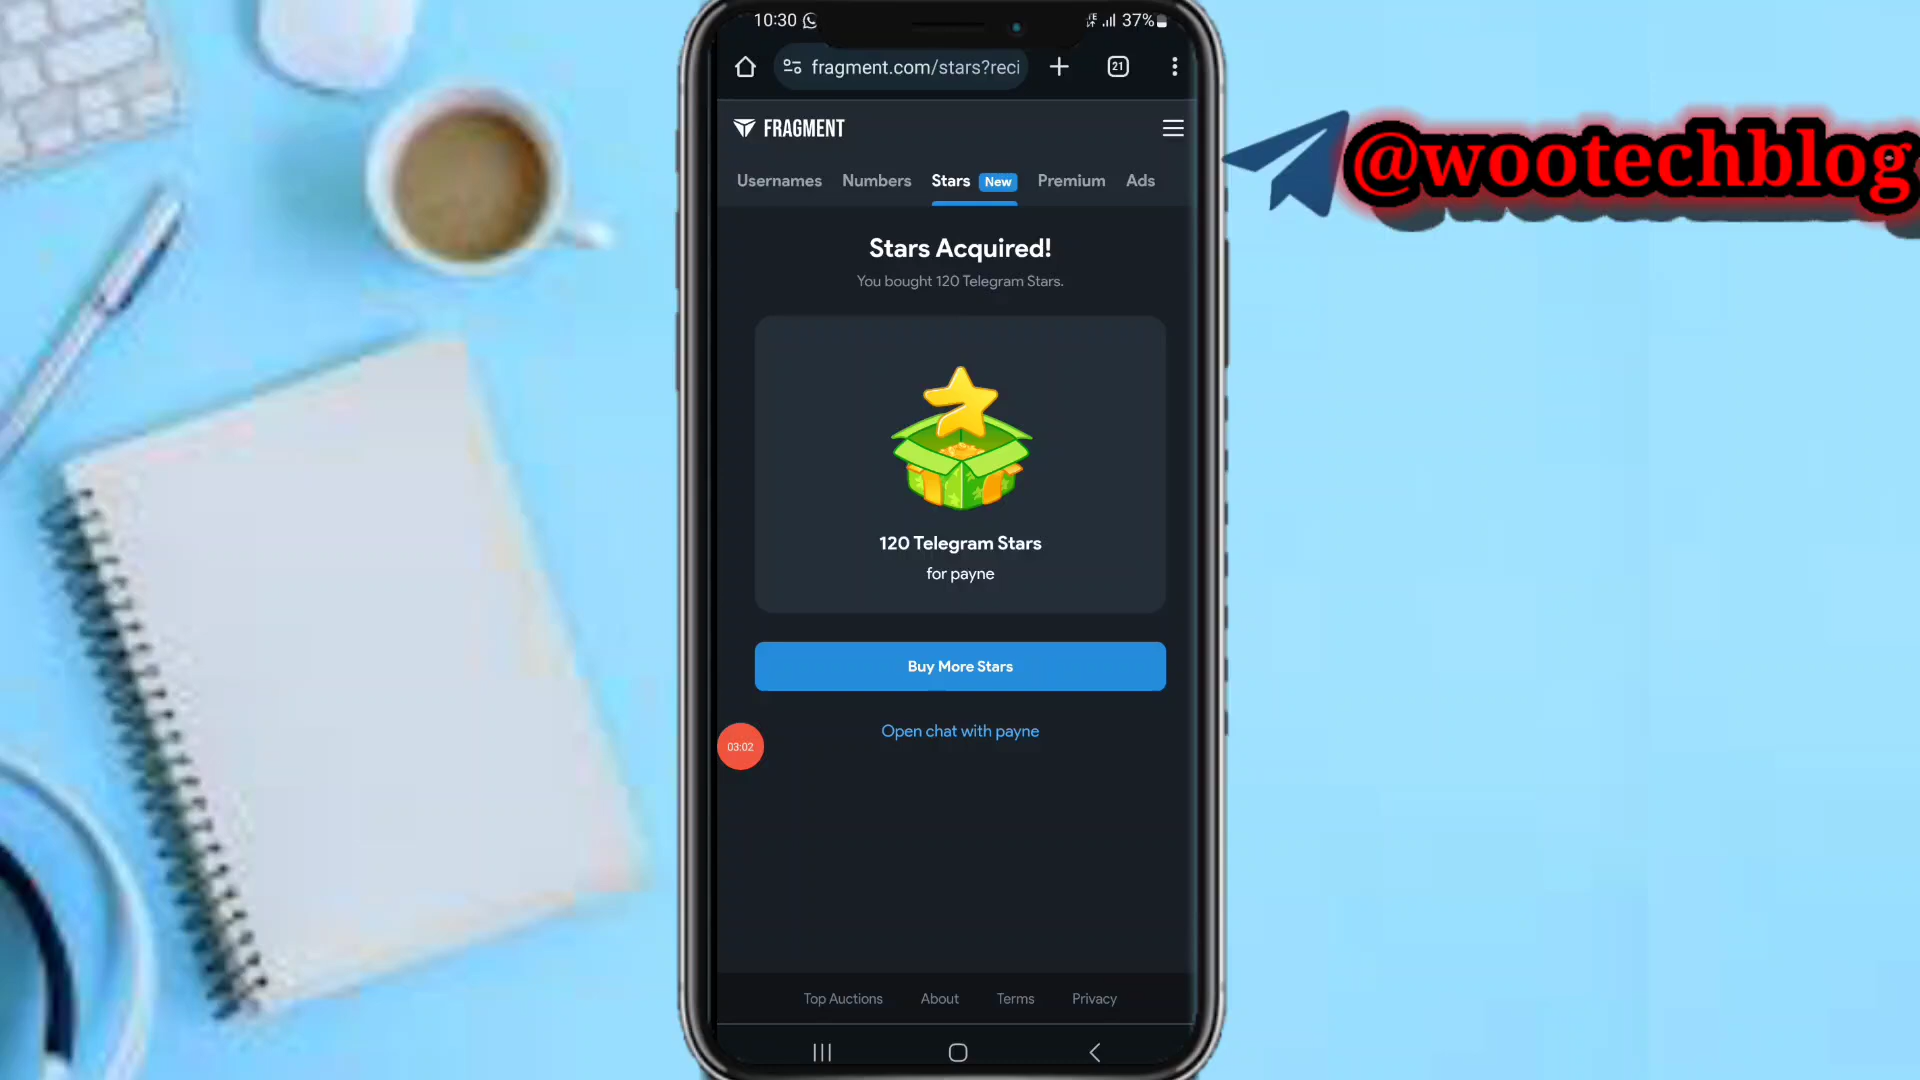 10:30
37%
fragment.com/stars?reci
21
FRAGMENT
@wootechblog
Usernames
Numbers
Stars
New
Premium
Ads
Stars Acquired!
You bought 120 Telegram Stars.
120 Telegram Stars
for payne
Buy More Stars
Open chat with payne
03:02
Top Auctions
About
Terms
Privacy